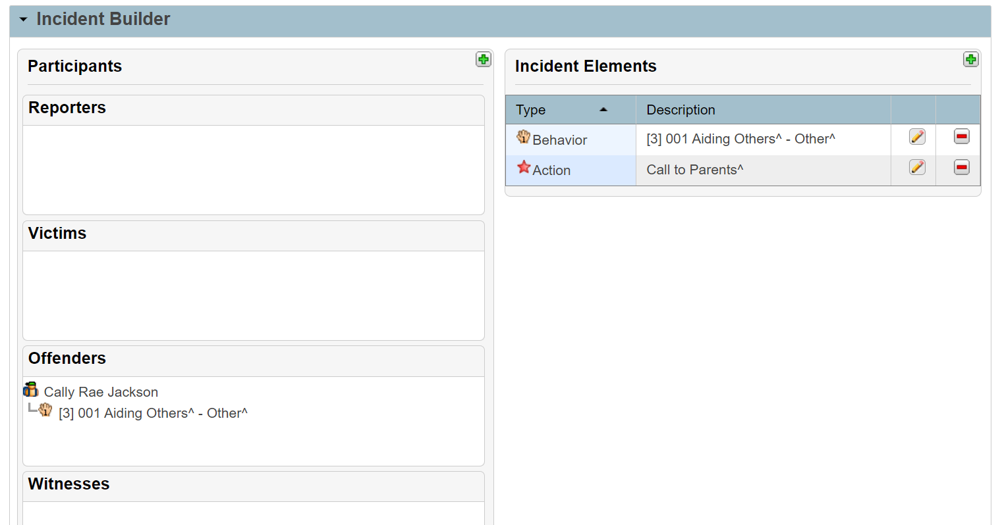 Incident Builder
Participants
Reporters
Victims
Offenders
Cally Rae Jackson
[3] 001 Aiding Others^ - Other^
Witnesses
Incident Elements
Type Description
Behavior [3] 001 Aiding Others^ - Other^
Action Call to Parents^